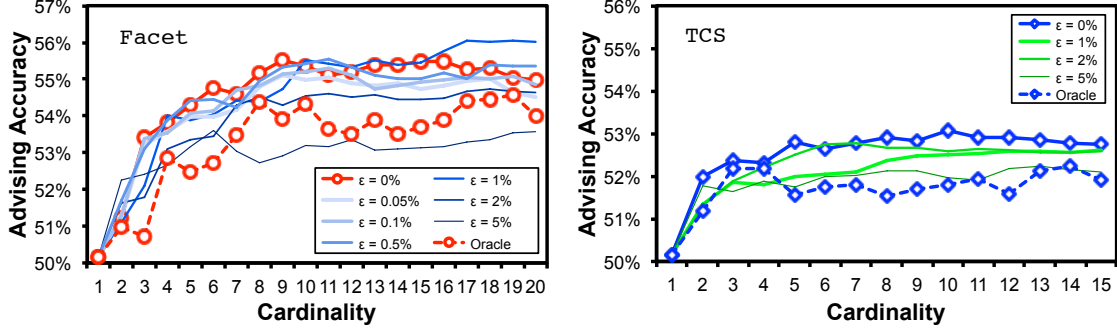 57%
56%
55%
54%
53%
52%
51%
50%
Advising Accuracy
Facet
ε = 0% ε = 1%
ε = 0.05% ε = 2%
ε = 0.1% ε = 5%
ε = 0.5% Oracle
1 2 3 4 5 6 7 8 9 10 11 12 13 14 15 16 17 18 19 20
Cardinality
56%
55%
54%
53%
52%
51%
50%
Advising Accuracy
TCS
ε = 0%
ε = 1%
ε = 2%
ε = 5%
Oracle
1 2 3 4 5 6 7 8 9 10 11 12 13 14 15
Cardinality